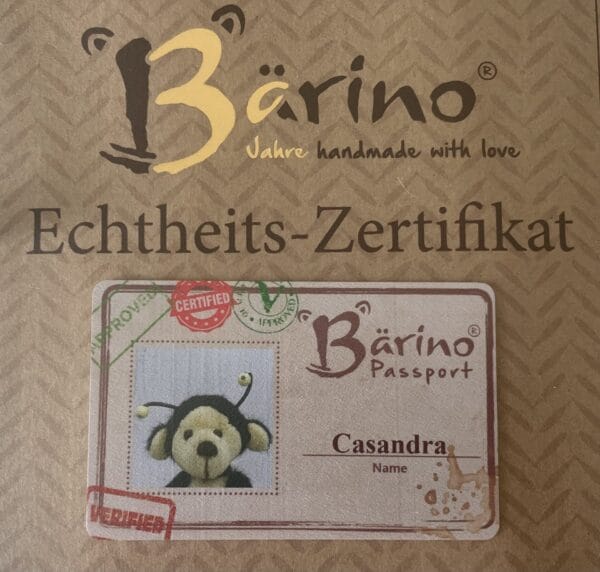 Bärino®
Jahre handmade with love
Echtheits-Zertifikat
APPROVED
CERTIFIED
APPROVED
Bärino®
Passport
Casandra
Name
VERIFIED